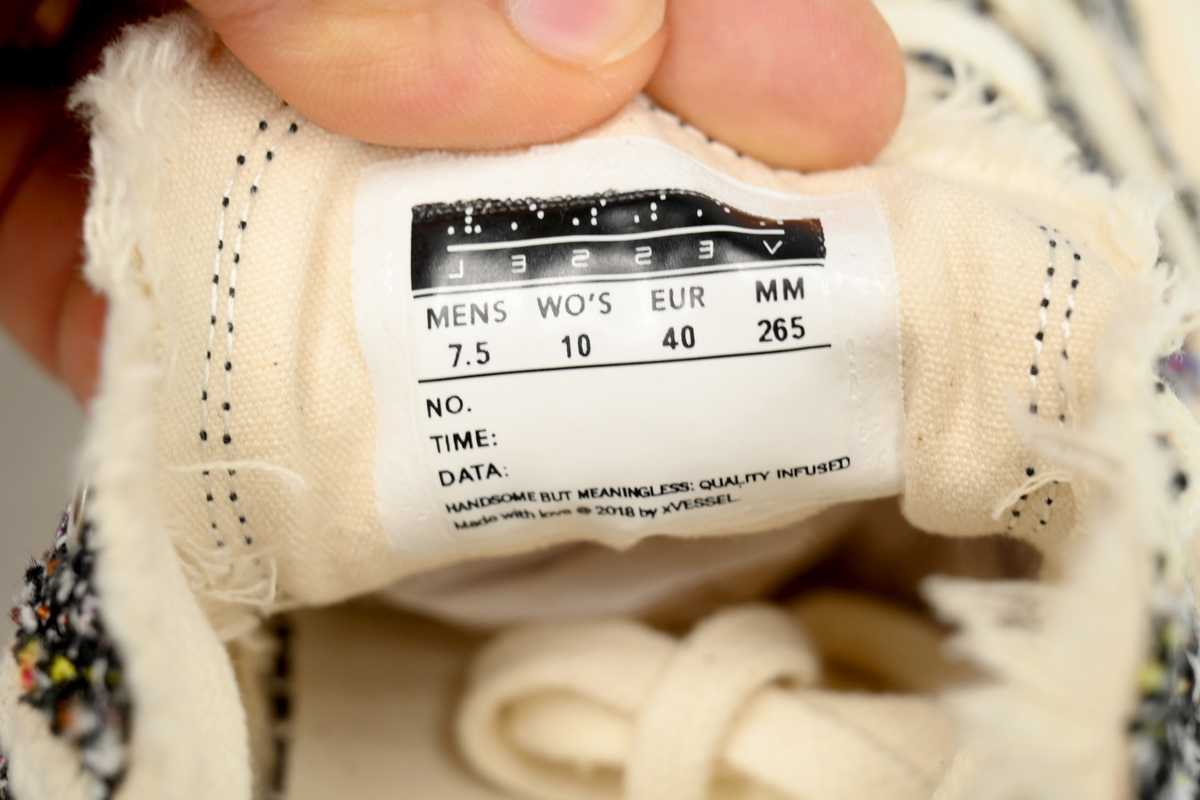 VESSEL
MENS WO'S EUR MM
7.5 10 40 265
NO.
TIME:
DATA:
HANDSOME BUT MEANINGLESS: QUALITY INFUSED
Made with love @ 2018 by xVESSEL